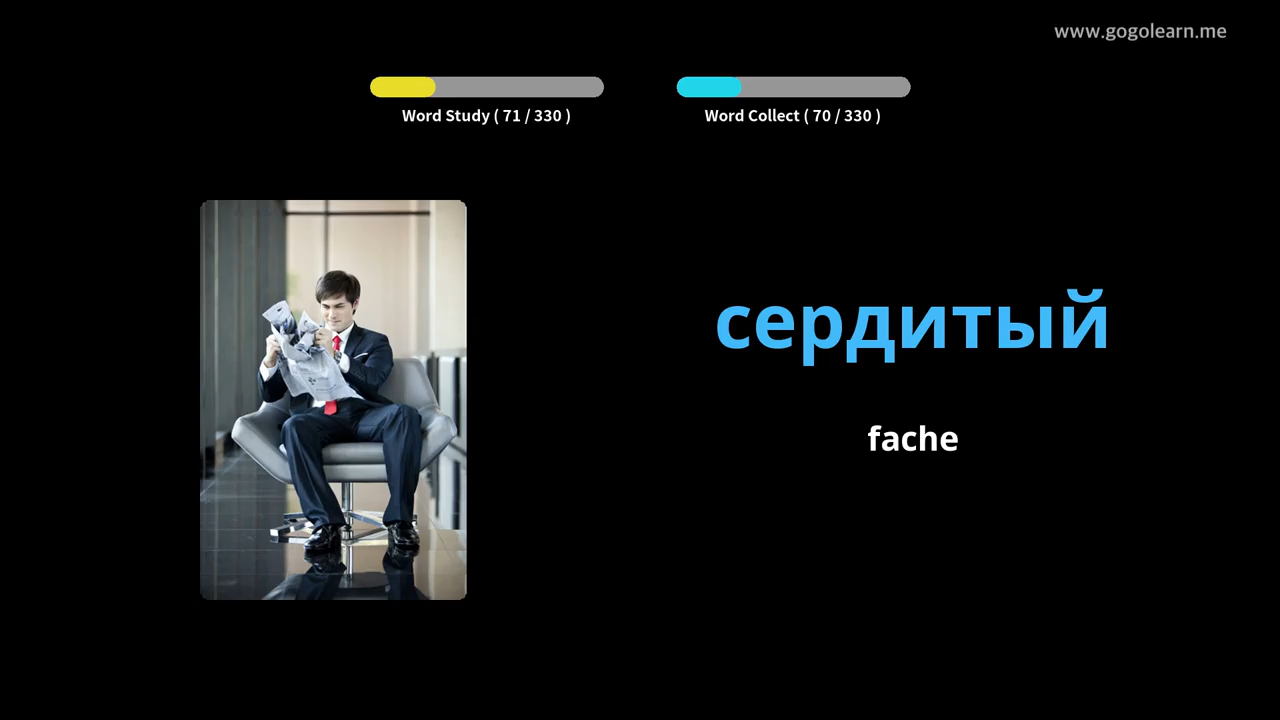 www.gogolearn.me
Word Study ( 71 / 330 )
Word Collect ( 70 / 330 )
сердитый
fache